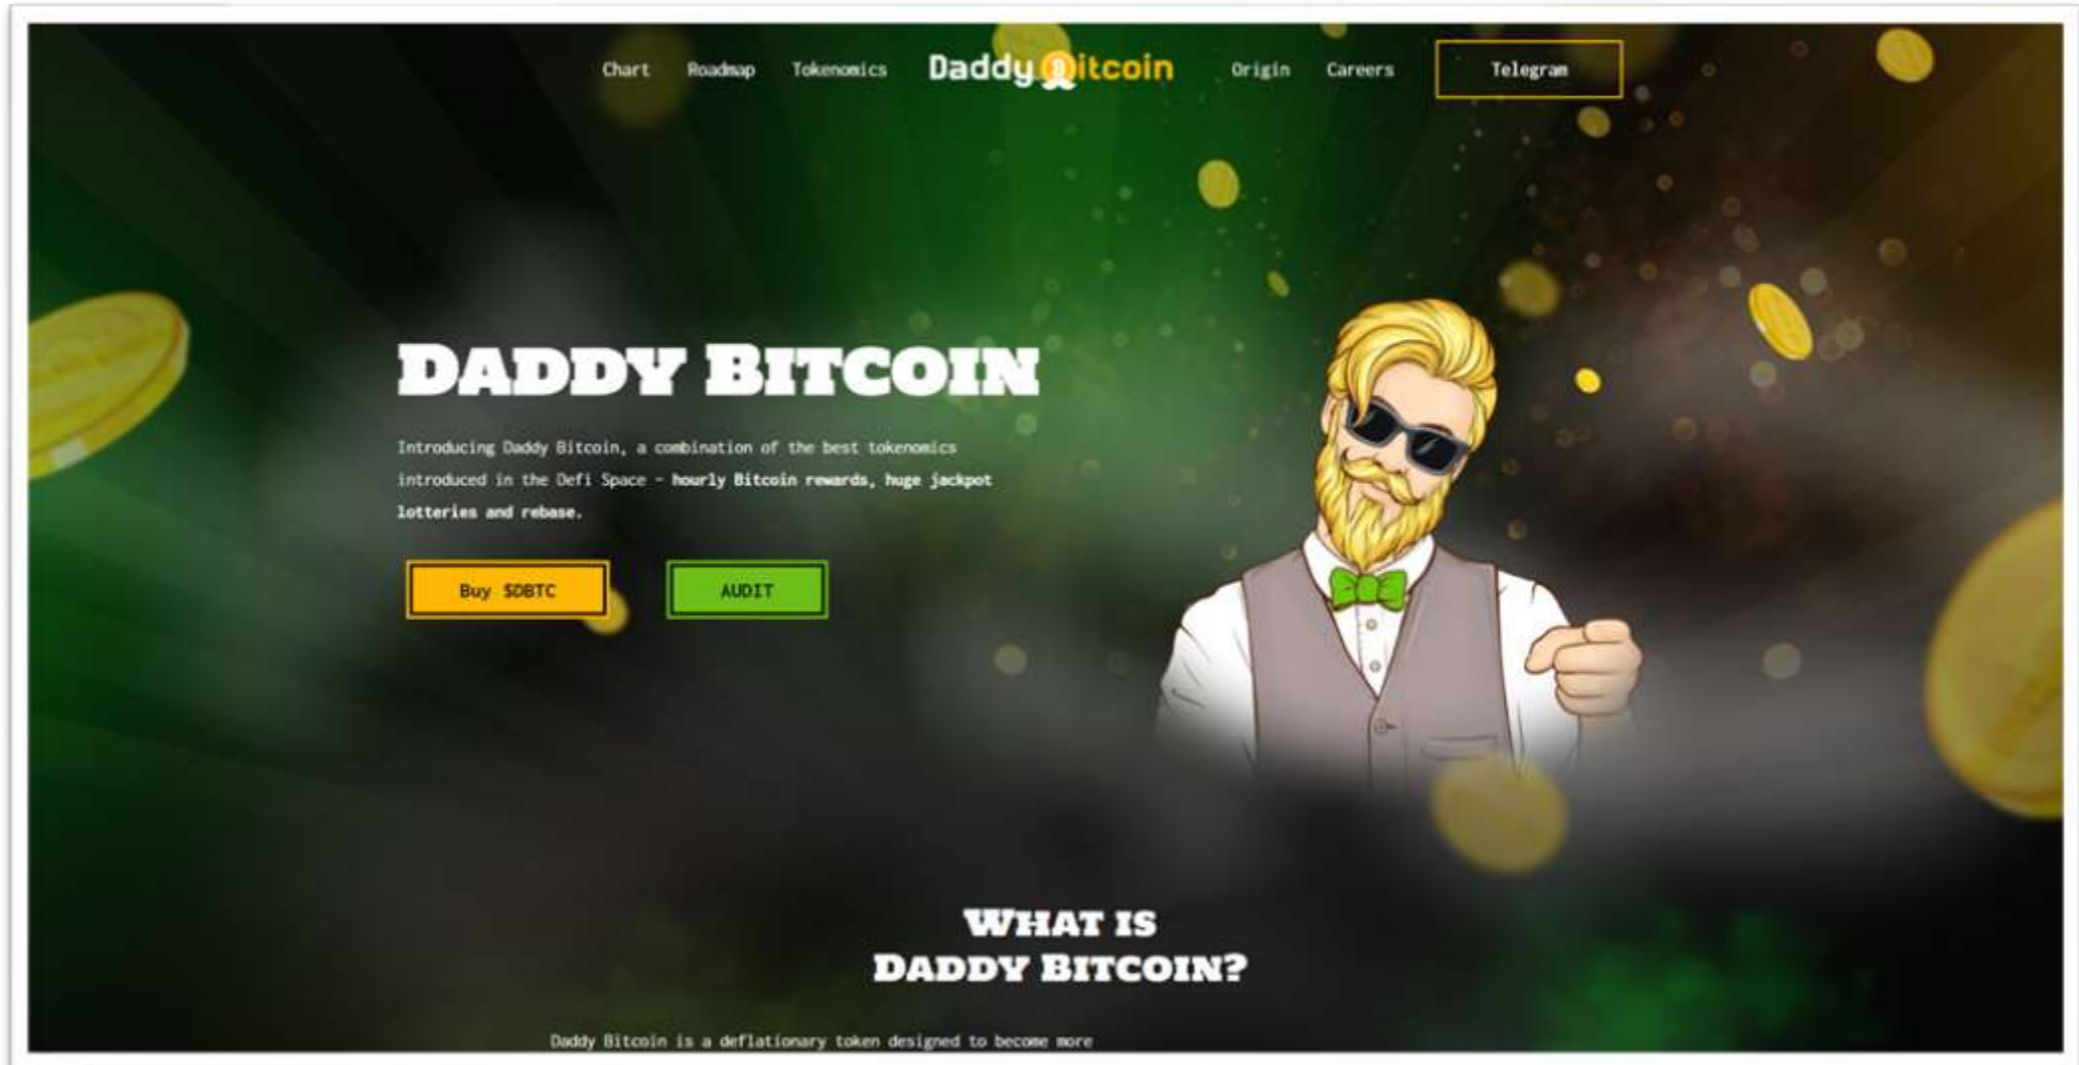 Chart Roadmap Tokenomics Daddy Bitcoin Origin Careers Telegram
DADDY BITCOIN
Introducing Daddy Bitcoin, a combination of the best tokenomics
introduced in the Defi Space - hourly Bitcoin rewards, huge jackpot
lotteries and rebase.
Buy $DBTC AUDIT
WHAT IS
DADDY BITCOIN?
Daddy Bitcoin is a deflationary token designed to become more